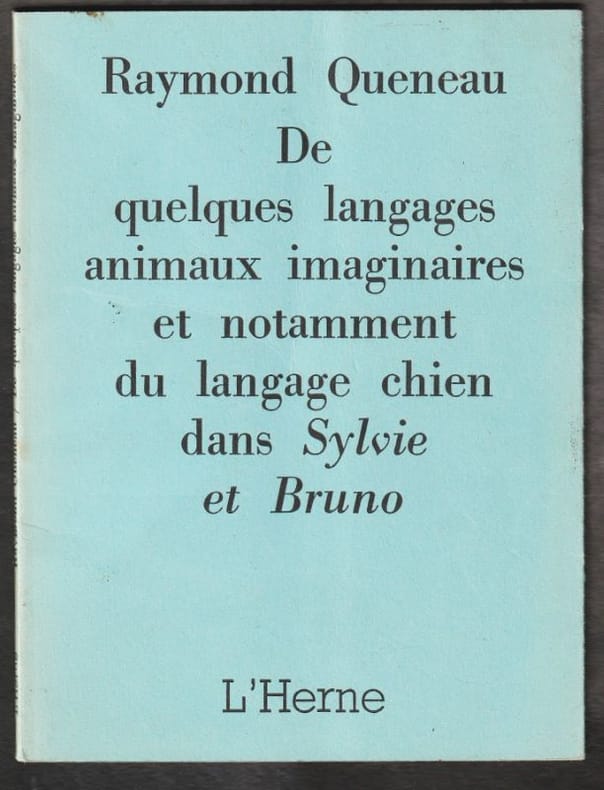 Raymond Queneau
De
quelques langages
animaux imaginaires
et notamment
du langage chien
dans Sylvie
et Bruno
L'Herne